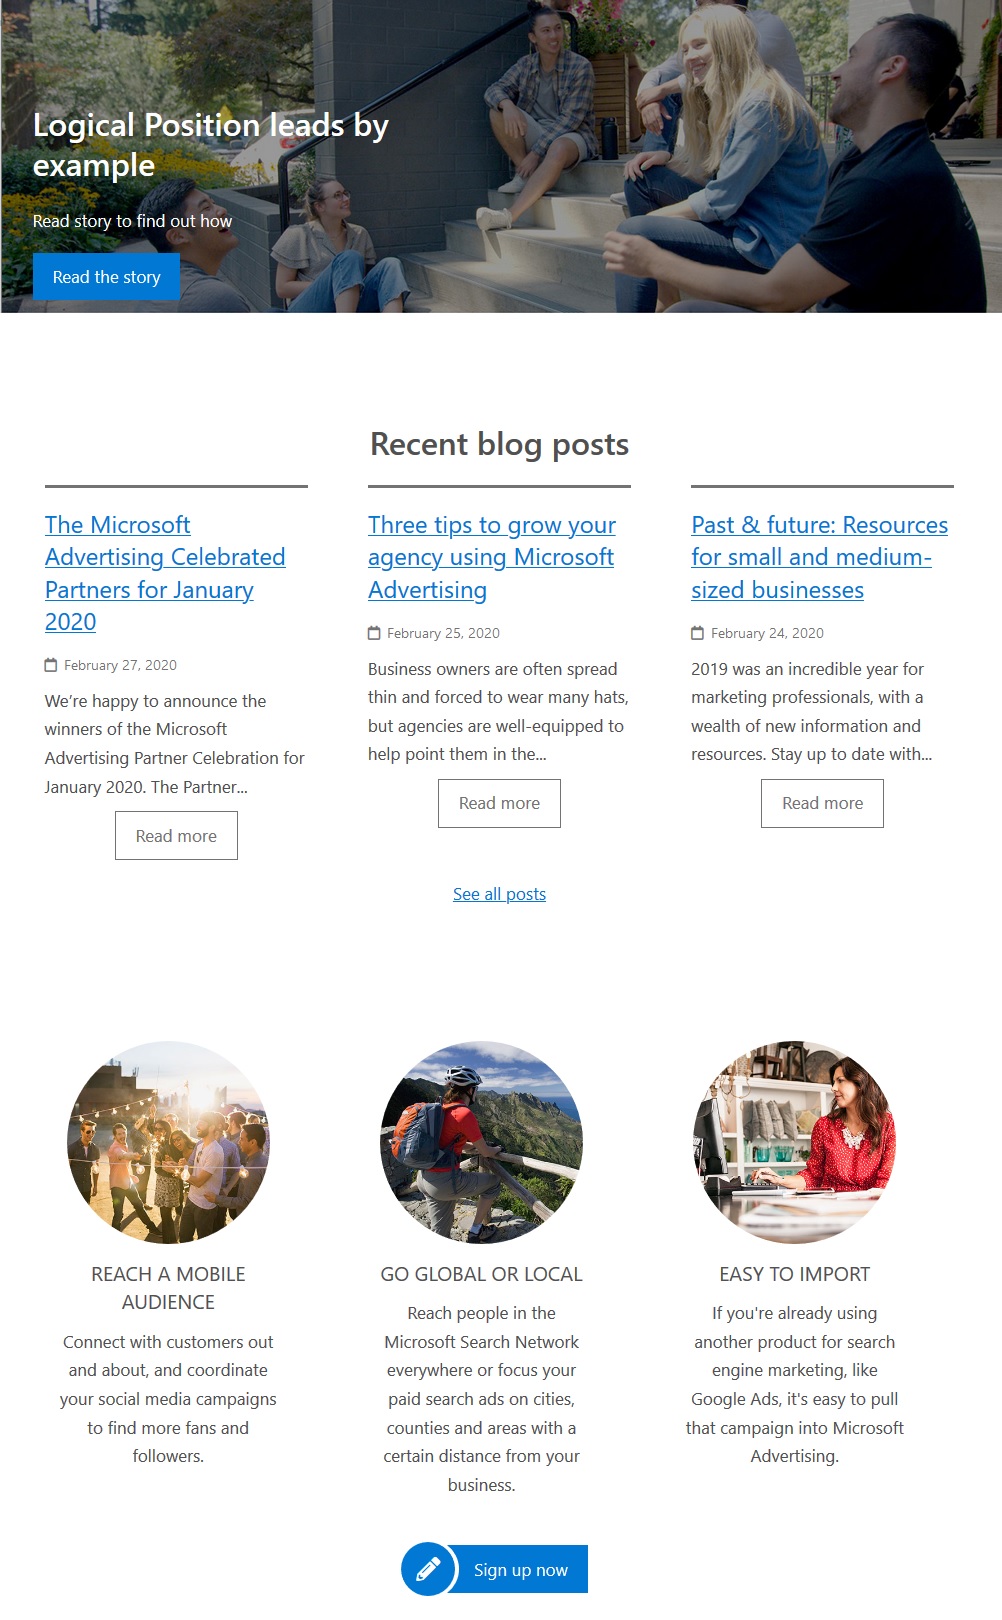 Logical Position leads by
example
Read story to find out how
Read the story
Recent blog posts
The Microsoft
Advertising Celebrated
Partners for January
2020
February 27, 2020
We’re happy to announce the
winners of the Microsoft
Advertising Partner Celebration for
January 2020. The Partner...
Read more
Three tips to grow your
agency using Microsoft
Advertising
February 25, 2020
Business owners are often spread
thin and forced to wear many hats,
but agencies are well-equipped to
help point them in the...
Read more
Past & future: Resources
for small and medium-
sized businesses
February 24, 2020
2019 was an incredible year for
marketing professionals, with a
wealth of new information and
resources. Stay up to date with...
Read more
See all posts
REACH A MOBILE
AUDIENCE
Connect with customers out
and about, and coordinate
your social media campaigns
to find more fans and
followers.
GO GLOBAL OR LOCAL
Reach people in the
Microsoft Search Network
everywhere or focus your
paid search ads on cities,
counties and areas with a
certain distance from your
business.
EASY TO IMPORT
If you're already using
another product for search
engine marketing, like
Google Ads, it's easy to pull
that campaign into Microsoft
Advertising.
Sign up now